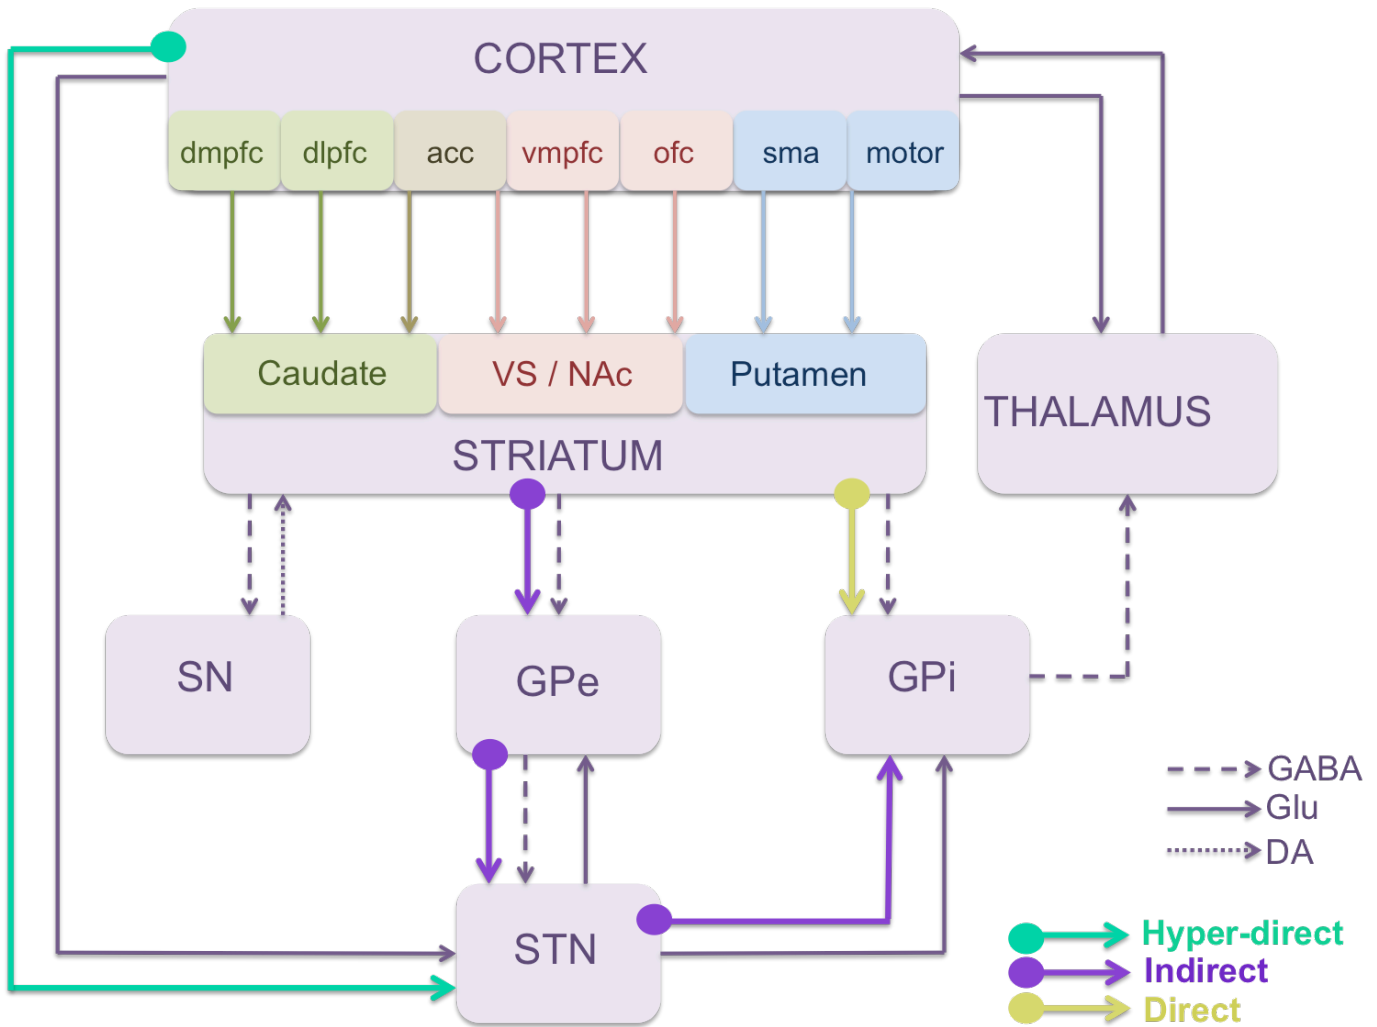 CORTEX
dmpfc dlpfc acc vmpfc ofc sma motor
Caudate VS / NAc Putamen
THALAMUS
STRIATUM
SN GPe GPi
GABA
Glu
DA
STN
Hyper-direct
Indirect
Direct